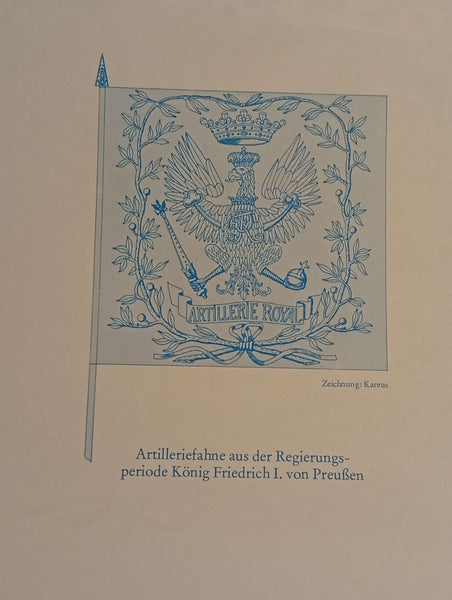 ARTILLERIE ROYAL
Zeichnung: Kareus
Artilleriefahne aus der Regierungs-
periode König Friedrich I. von Preußen